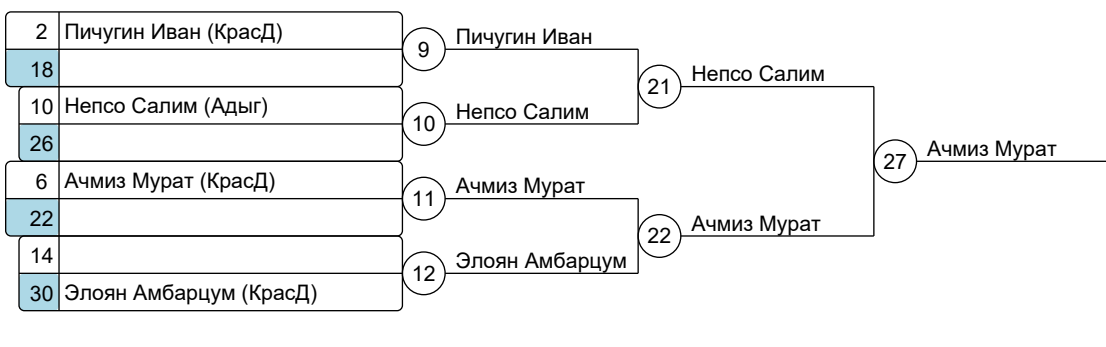 2 Пичугин Иван (КрасД)
18
10 Непсо Салим (Адыг)
26
6 Ачмиз Мурат (КрасД)
22
14
30 Элоян Амбарцум (КрасД)
9 Пичугин Иван
10 Непсо Салим
11 Ачмиз Мурат
12 Элоян Амбарцум
21 Непсо Салим
22 Ачмиз Мурат
27 Ачмиз Мурат